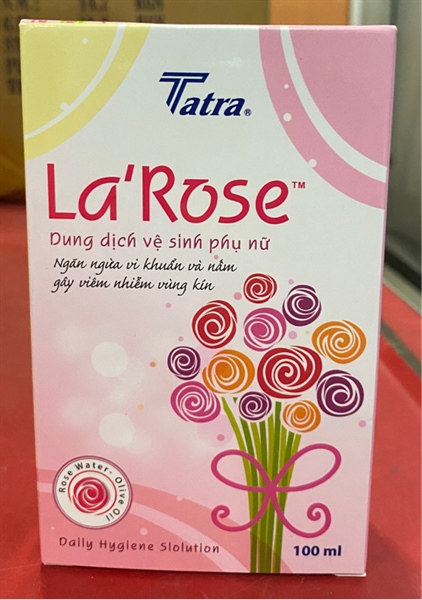 Tatra®
La'Rose™
Dung dịch vệ sinh phụ nữ
Ngăn ngừa vi khuẩn và nấm
gây viêm nhiễm vùng kín
Rose Water - Olive Oil
Daily Hygiene Slolution
100 ml